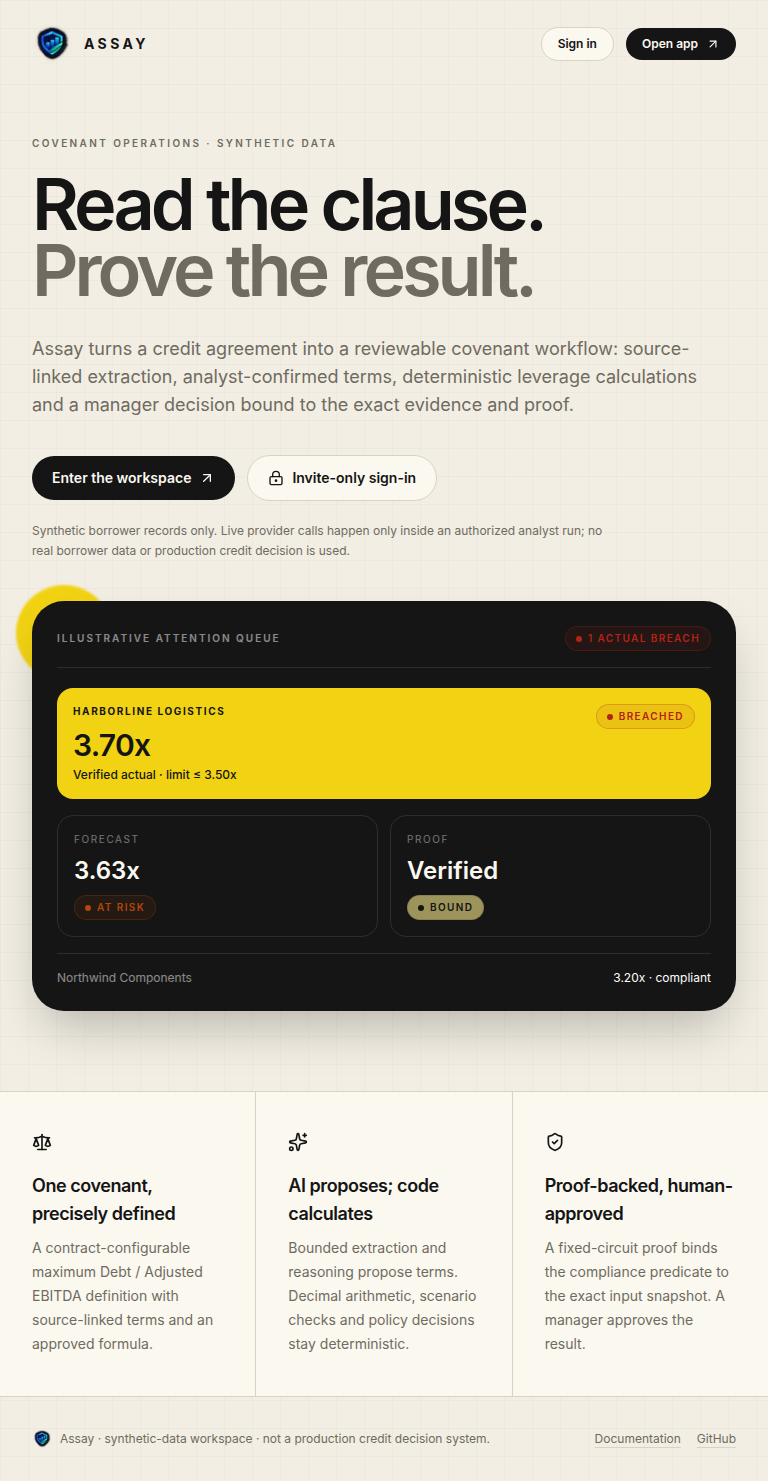 ASSAY
Sign in
Open app
COVENANT OPERATIONS · SYNTHETIC DATA
Read the clause.
Prove the result.
Assay turns a credit agreement into a reviewable covenant workflow: source-
linked extraction, analyst-confirmed terms, deterministic leverage calculations
and a manager decision bound to the exact evidence and proof.
Enter the workspace
Invite-only sign-in
Synthetic borrower records only. Live provider calls happen only inside an authorized analyst run; no
real borrower data or production credit decision is used.
ILLUSTRATIVE ATTENTION QUEUE
1 ACTUAL BREACH
HARBORLINE LOGISTICS
BREACHED
3.70x
Verified actual · limit ≤ 3.50x
FORECAST
3.63x
AT RISK
PROOF
Verified
BOUND
Northwind Components
3.20x · compliant
One covenant,
precisely defined
A contract-configurable
maximum Debt / Adjusted
EBITDA definition with
source-linked terms and an
approved formula.
AI proposes; code
calculates
Bounded extraction and
reasoning propose terms.
Decimal arithmetic, scenario
checks and policy decisions
stay deterministic.
Proof-backed, human-
approved
A fixed-circuit proof binds
the compliance predicate to
the exact input snapshot. A
manager approves the
result.
Assay · synthetic-data workspace · not a production credit decision system.
Documentation
GitHub